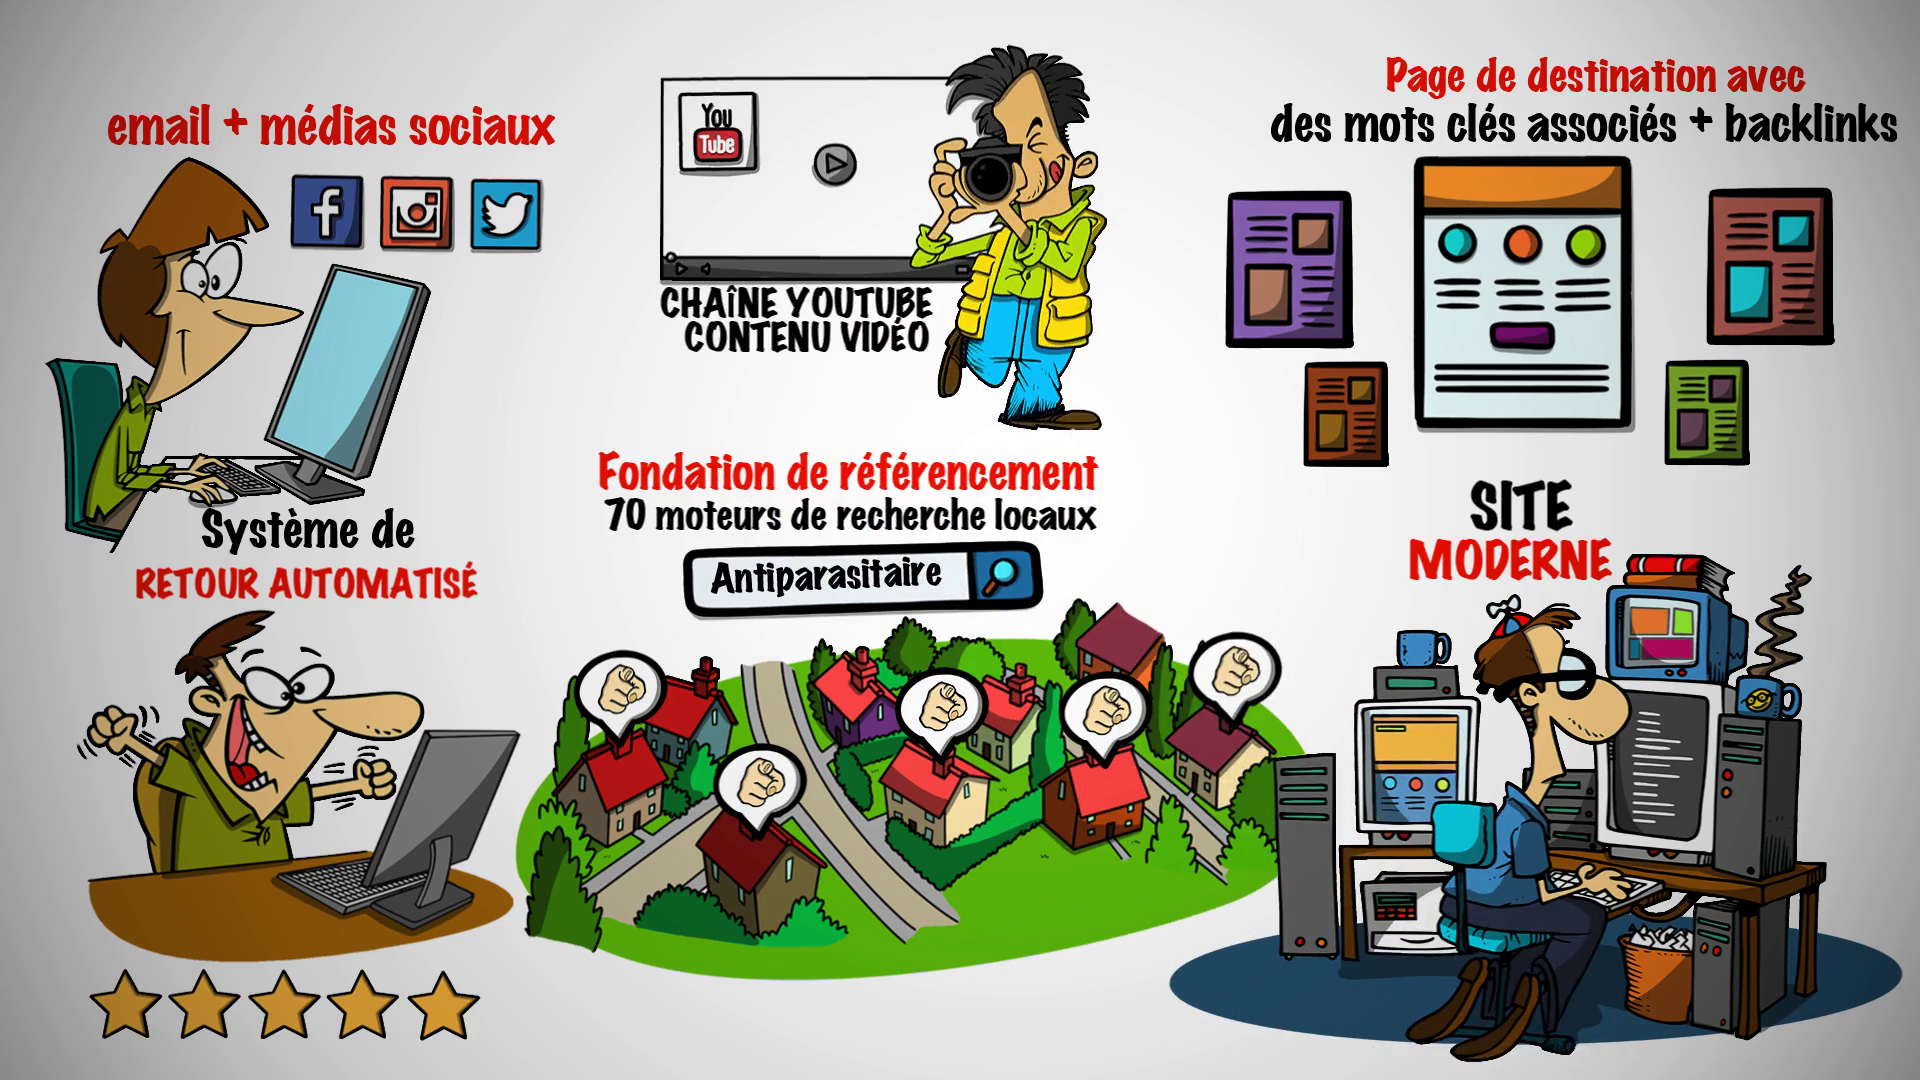 email + médias sociaux
Système de
RETOUR AUTOMATISÉ
You
Tube
CHAÎNE YOUTUBE
CONTENU VIDÉO
Fondation de référencement
70 moteurs de recherche locaux
Antiparasitaire
Page de destination avec
des mots clés associés + backlinks
SITE
MODERNE